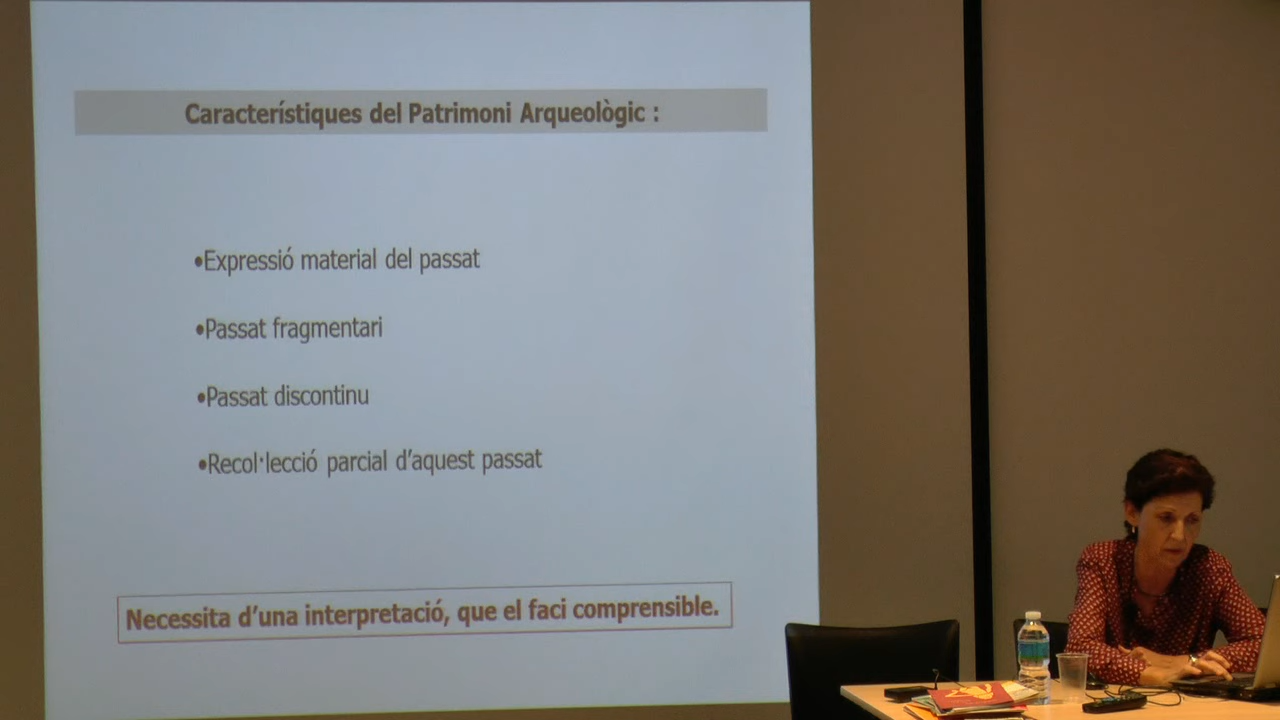 Característiques del Patrimoni Arqueològic :
•Expressió material del passat
•Passat fragmentari
•Passat discontinu
•Recol·lecció parcial d’aquest passat
Necessita d’una interpretació, que el faci comprensible.